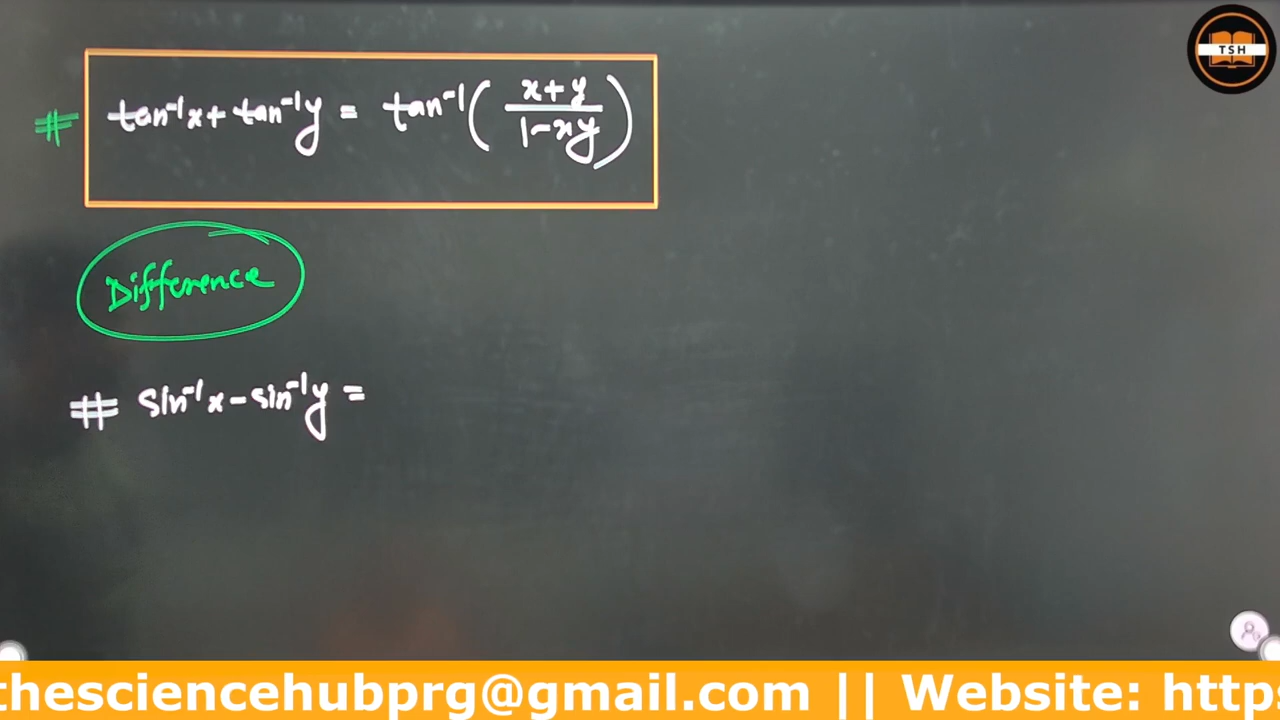 TSH
# tan⁻¹x + tan⁻¹y = tan⁻¹( x+y / 1-xy )
Difference
# sin⁻¹x - sin⁻¹y =
thesciencehubprg@gmail.com || Website: http